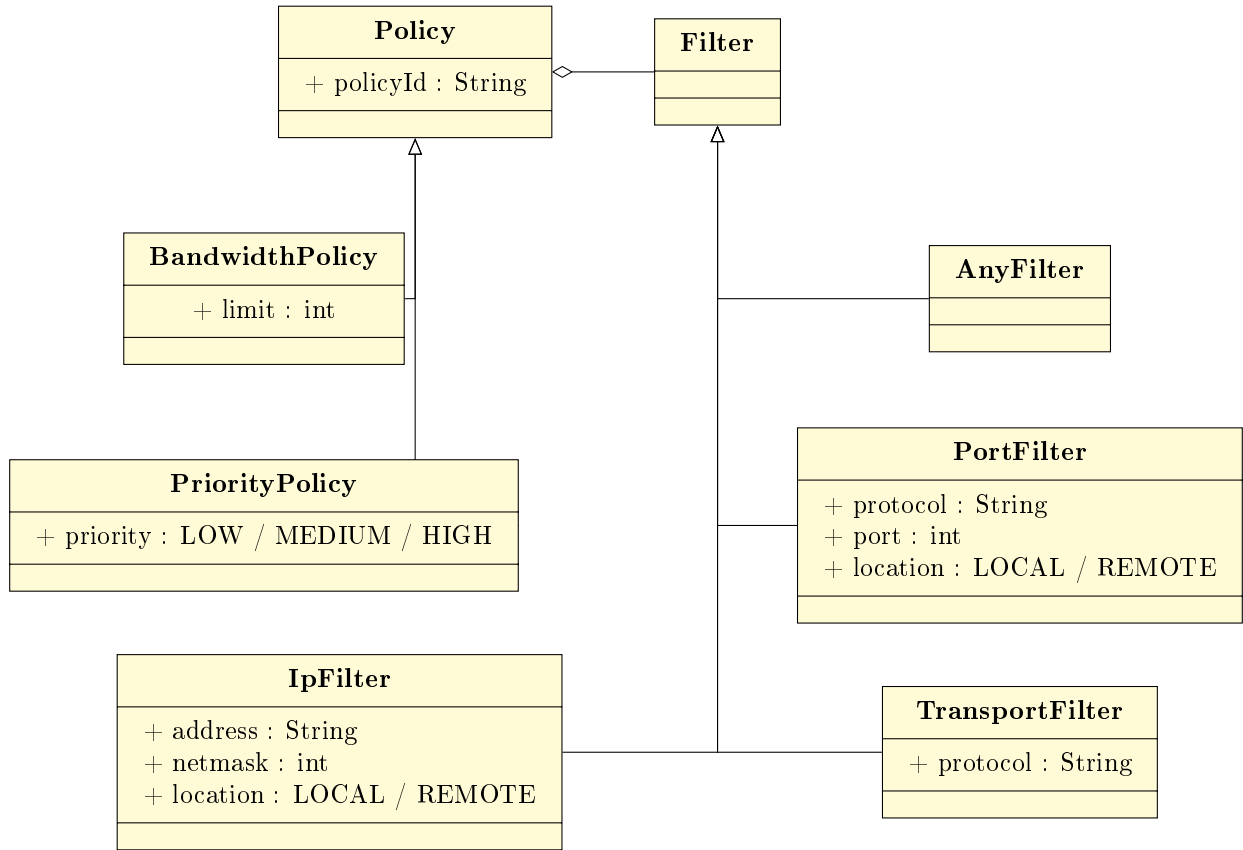 Policy
+ policyId : String
Filter
BandwidthPolicy
+ limit : int
AnyFilter
PriorityPolicy
+ priority : LOW / MEDIUM / HIGH
PortFilter
+ protocol : String
+ port : int
+ location : LOCAL / REMOTE
IpFilter
+ address : String
+ netmask : int
+ location : LOCAL / REMOTE
TransportFilter
+ protocol : String